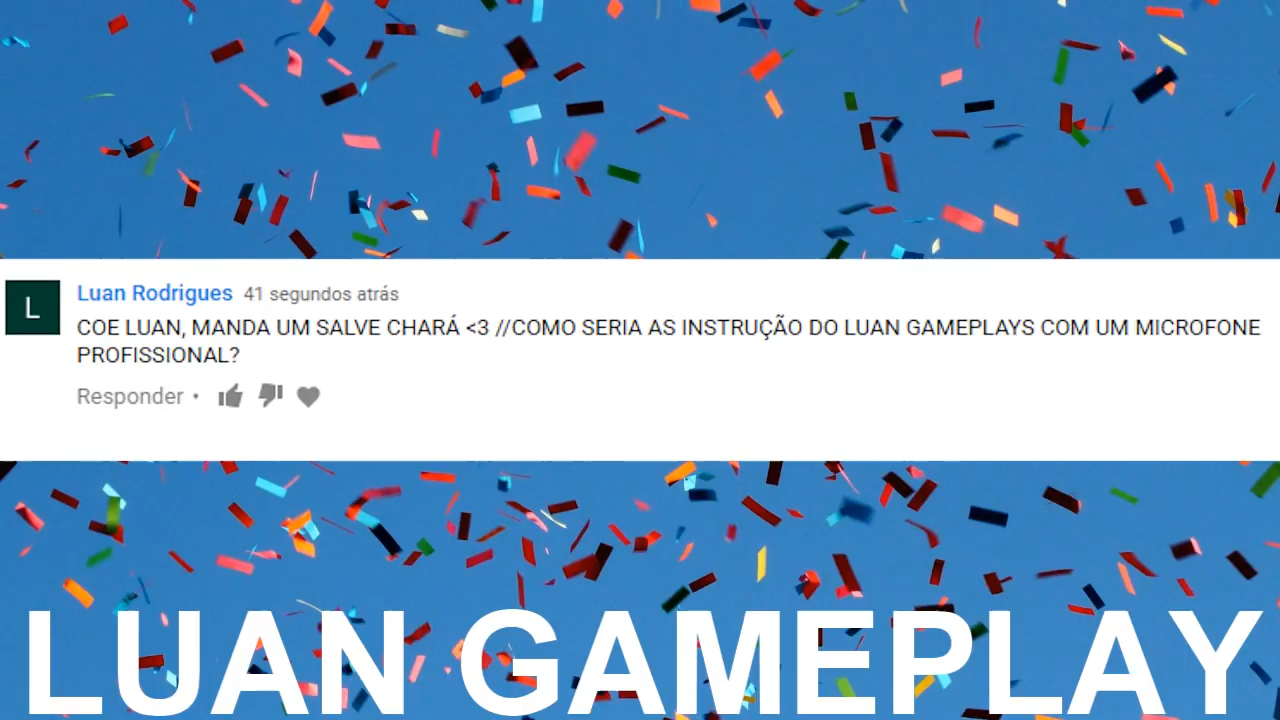 L
Luan Rodrigues 41 segundos atrás
COE LUAN, MANDA UM SALVE CHARÁ <3 //COMO SERIA AS INSTRUÇÃO DO LUAN GAMEPLAYS COM UM MICROFONE
PROFISSIONAL?
Responder •
LUAN GAMEPLAY